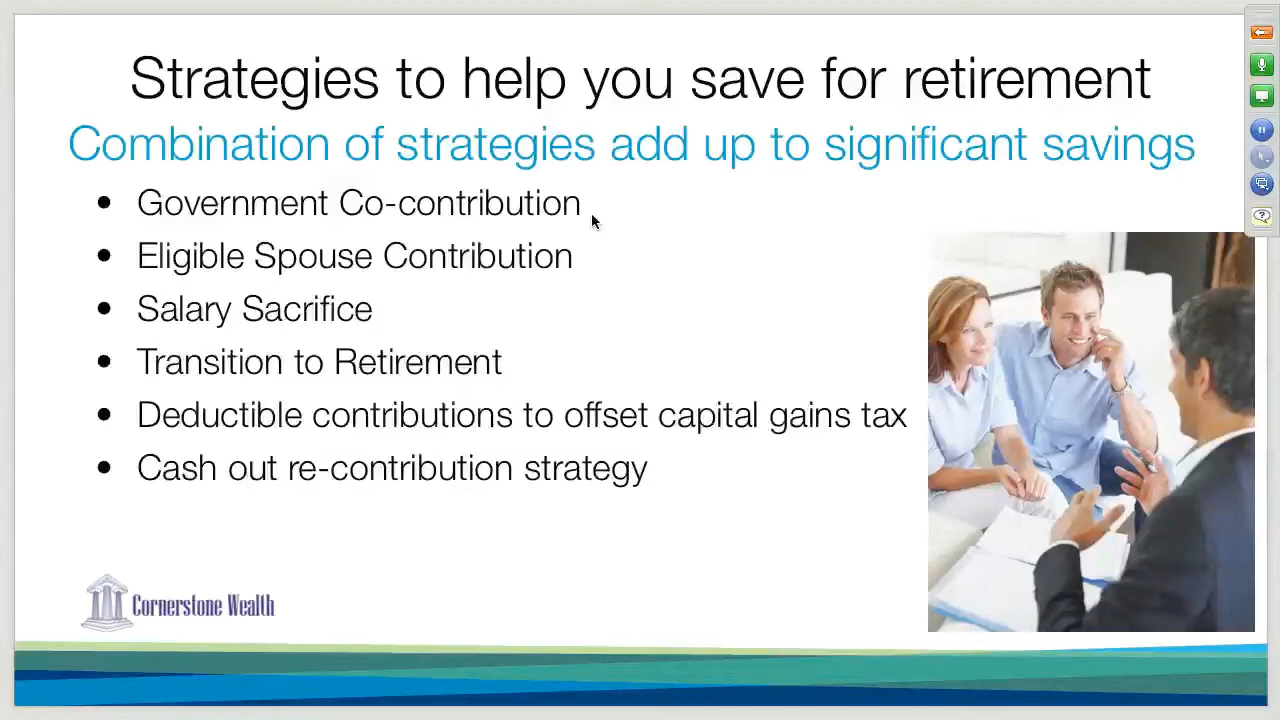 Strategies to help you save for retirement
Combination of strategies add up to significant savings
• Government Co-contribution
• Eligible Spouse Contribution
• Salary Sacrifice
• Transition to Retirement
• Deductible contributions to offset capital gains tax
• Cash out re-contribution strategy
Cornerstone Wealth